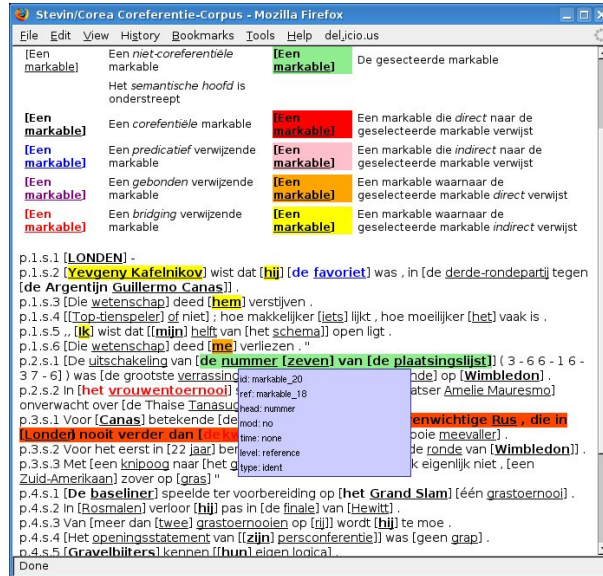 Stevin/Corea Coreferentie-Corpus - Mozilla Firefox
File Edit View History Bookmarks Tools Help del.icio.us
[Een markable] Een niet-coreferentiële markable
Het semantische hoofd is onderstreept
[Een markable] De gesecteerde markable
[Een markable] Een corefentiële markable
[Een markable] Een markable die direct naar de geselecteerde markable verwijst
[Een markable] Een predicatief verwijzende markable
[Een markable] Een markable die indirect naar de geselecteerde markable verwijst
[Een markable] Een gebonden verwijzende markable
[Een markable] Een markable waarnaar de geselecteerde markable direct verwijst
[Een markable] Een bridging verwijzende markable
[Een markable] Een markable waarnaar de geselecteerde markable indirect verwijst
p.1.s.1 [LONDEN] -
p.1.s.2 [Yevgeny Kafelnikov] wist dat [hij] [de favoriet] was , in [de derde-rondepartij tegen
[de Argentijn Guillermo Canas]] .
p.1.s.3 [Die wetenschap] deed [hem] verstijven .
p.1.s.4 [[Top-tienspeler] of niet] ; hoe makkelijker [iets] lijkt , hoe moeilijker [het] vaak is .
p.1.s.5 ,, [Ik] wist dat [[mijn] helft van [het schema]] open ligt .
p.1.s.6 [Die wetenschap] deed [me] verliezen . "
p.2.s.1 [De uitschakeling van [de nummer [zeven] van [de plaatsingslijst]] ( 3 - 6 6 - 1 6 -
3 7 - 6 ] ) was [de grootste verrassing nde] op [Wimbledon] .
p.2.s.2 In [het vrouwentoernooi] s atser Amelie Mauresmo]
onverwacht over [de Thaise Tanasug
p.3.s.1 Voor [Canas] betekende [de renwichtige Rus , die in
[Londen] nooit verder dan [de kw ooie meevaller] .
p.3.s.2 Voor het eerst in [22 jaar] ber de ronde van [Wimbledon]] .
p.3.s.3 Met [een knipoog naar [het g k eigenlijk niet , [een
Zuid-Amerikaan] zover op [gras] "
p.4.s.1 [De baseliner] speelde ter voorbereiding op [het Grand Slam] [één grastoernooi] .
p.4.s.2 In [Rosmalen] verloor [hij] pas in [de finale] van [Hewitt] .
p.4.s.3 Van [meer dan [twee] grastoernooien op [rij]] wordt [hij] te moe .
p.4.s.4 [Het openingsstatement van [[zijn] persconferentie]] was [geen grap] .
p.4.s.5 [Gravelbijters] kennen [[hun] eigen logica] .
id: markable_20
ref: markable_18
head: nummer
mod: no
time: none
level: reference
type: ident
Done